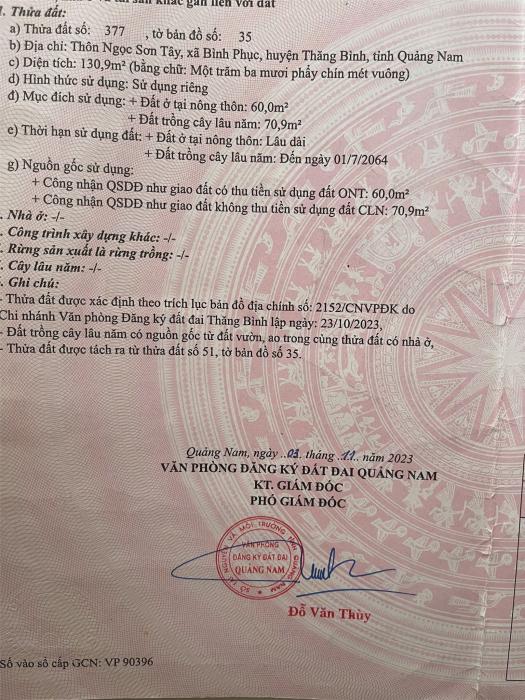 I. Thửa đất:
a) Thửa đất số: 377 , tờ bản đồ số: 35
b) Địa chỉ: Thôn Ngọc Sơn Tây, xã Bình Phục, huyện Thăng Bình, tỉnh Quảng Nam
c) Diện tích: 130,9m² (bằng chữ: Một trăm ba mươi phẩy chín mét vuông)
d) Hình thức sử dụng: Sử dụng riêng
đ) Mục đích sử dụng: + Đất ở tại nông thôn: 60,0m²
+ Đất trồng cây lâu năm: 70,9m²
e) Thời hạn sử dụng đất: + Đất ở tại nông thôn: Lâu dài
+ Đất trồng cây lâu năm: Đến ngày 01/7/2064
g) Nguồn gốc sử dụng:
+ Công nhận QSDĐ như giao đất có thu tiền sử dụng đất ONT: 60,0m²
+ Công nhận QSDĐ như giao đất không thu tiền sử dụng đất CLN: 70,9m²
. Nhà ở: -/-
. Công trình xây dựng khác: -/-
. Rừng sản xuất là rừng trồng: -/-
. Cây lâu năm: -/-
. Ghi chú:
- Thửa đất được xác định theo trích lục bản đồ địa chính số: 2152/CNVPĐK do
Chi nhánh Văn phòng Đăng ký đất đai Thăng Bình lập ngày: 23/10/2023,
- Đất trồng cây lâu năm có nguồn gốc từ đất vườn, ao trong cùng thửa đất có nhà ở,
- Thửa đất được tách ra từ thửa đất số 51, tờ bản đồ số 35.
Quảng Nam, ngày ..03. tháng ..11.. năm 2023
VĂN PHÒNG ĐĂNG KÝ ĐẤT ĐAI QUẢNG NAM
KT. GIÁM ĐỐC
PHÓ GIÁM ĐỐC
VĂN PHÒNG
ĐĂNG KÝ ĐẤT ĐAI
QUẢNG NAM
Đỗ Văn Thùy
Số vào sổ cấp GCN: VP 90396